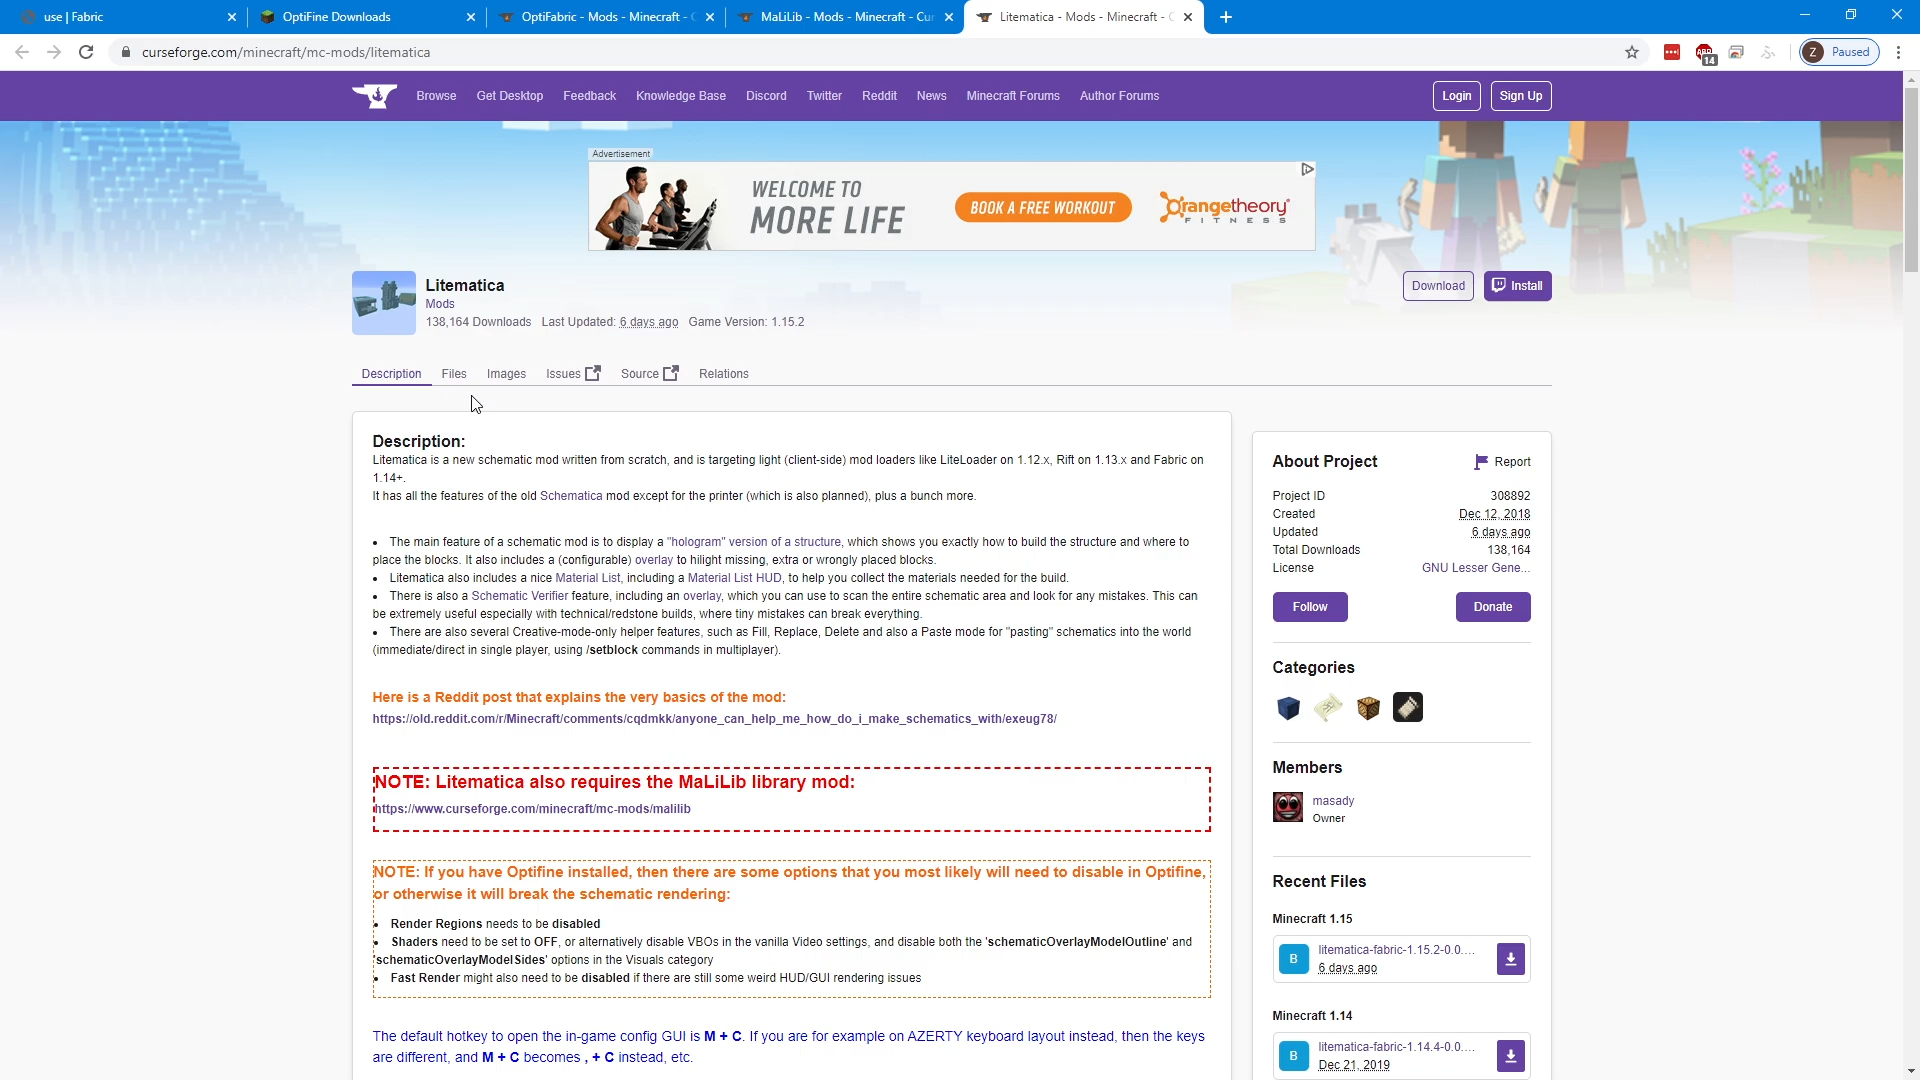 use | Fabric
OptiFine Downloads
OptiFabric - Mods - Minecraft -
MaLiLib - Mods - Minecraft - Cur
Litematica - Mods - Minecraft -
curseforge.com/minecraft/mc-mods/litematica
ABP
14
Z
Paused
Browse
Get Desktop
Feedback
Knowledge Base
Discord
Twitter
Reddit
News
Minecraft Forums
Author Forums
Login
Sign Up
Advertisement
WELCOME TO
MORE LIFE
BOOK A FREE WORKOUT
Orangetheory
FITNESS
Litematica
Mods
138,164 Downloads Last Updated: 6 days ago Game Version: 1.15.2
Download
Install
Description
Files
Images
Issues
Source
Relations
Description:
Litematica is a new schematic mod written from scratch, and is targeting light (client-side) mod loaders like LiteLoader on 1.12.x, Rift on 1.13.x and Fabric on
1.14+.
It has all the features of the old Schematica mod except for the printer (which is also planned), plus a bunch more.
• The main feature of a schematic mod is to display a "hologram" version of a structure, which shows you exactly how to build the structure and where to
place the blocks. It also includes a (configurable) overlay to hilight missing, extra or wrongly placed blocks.
• Litematica also includes a nice Material List, including a Material List HUD, to help you collect the materials needed for the build.
• There is also a Schematic Verifier feature, including an overlay, which you can use to scan the entire schematic area and look for any mistakes. This can
be extremely useful especially with technical/redstone builds, where tiny mistakes can break everything.
• There are also several Creative-mode-only helper features, such as Fill, Replace, Delete and also a Paste mode for "pasting" schematics into the world
(immediate/direct in single player, using /setblock commands in multiplayer).
Here is a Reddit post that explains the very basics of the mod:
https://old.reddit.com/r/Minecraft/comments/cqdmkk/anyone_can_help_me_how_do_i_make_schematics_with/exeug78/
NOTE: Litematica also requires the MaLiLib library mod:
https://www.curseforge.com/minecraft/mc-mods/malilib
NOTE: If you have Optifine installed, then there are some options that you most likely will need to disable in Optifine,
or otherwise it will break the schematic rendering:
• Render Regions needs to be disabled
• Shaders need to be set to OFF, or alternatively disable VBOs in the vanilla Video settings, and disable both the 'schematicOverlayModelOutline' and
'schematicOverlayModelSides' options in the Visuals category
• Fast Render might also need to be disabled if there are still some weird HUD/GUI rendering issues
The default hotkey to open the in-game config GUI is M + C. If you are for example on AZERTY keyboard layout instead, then the keys
are different, and M + C becomes , + C instead, etc.
About Project
Report
Project ID 308892
Created Dec 12, 2018
Updated 6 days ago
Total Downloads 138,164
License GNU Lesser Gene...
Follow
Donate
Categories
Members
masady
Owner
Recent Files
Minecraft 1.15
B
litematica-fabric-1.15.2-0.0....
6 days ago
Minecraft 1.14
B
litematica-fabric-1.14.4-0.0....
Dec 21, 2019